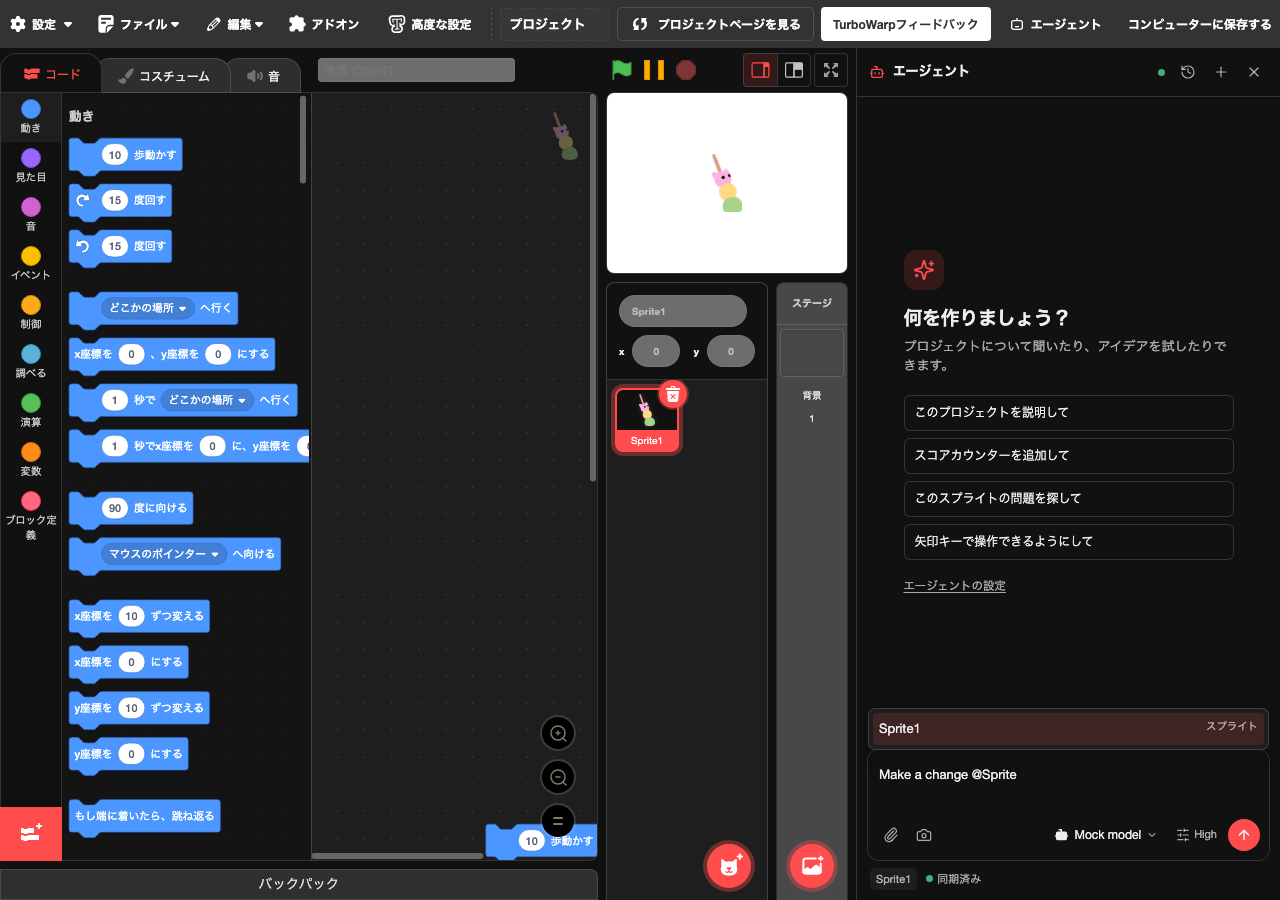 設定
ファイル
編集
アドオン
高度な設定
プロジェクト
プロジェクトページを見る
TurboWarpフィードバック
エージェント
コンピューターに保存する
コード
コスチューム
音
検索 (Ctrl+F)
エージェント
動き
見た目
音
イベント
制御
調べる
演算
変数
ブロック定
義
動き
10 歩動かす
15 度回す
15 度回す
どこかの場所 へ行く
x座標を 0 、y座標を 0 にする
1 秒で どこかの場所 へ行く
1 秒でx座標を 0 に、y座標を
90 度に向ける
マウスのポインター へ向ける
x座標を 10 ずつ変える
x座標を 0 にする
y座標を 10 ずつ変える
y座標を 0 にする
もし端に着いたら、跳ね返る
10 歩動かす
バックパック
Sprite1
x 0 y 0
Sprite1
ステージ
背景
1
何を作りましょう？
プロジェクトについて聞いたり、アイデアを試したりで
きます。
このプロジェクトを説明して
スコアカウンターを追加して
このスプライトの問題を探して
矢印キーで操作できるようにして
エージェントの設定
Sprite1 スプライト
Make a change @Sprite
Mock model High
Sprite1 同期済み